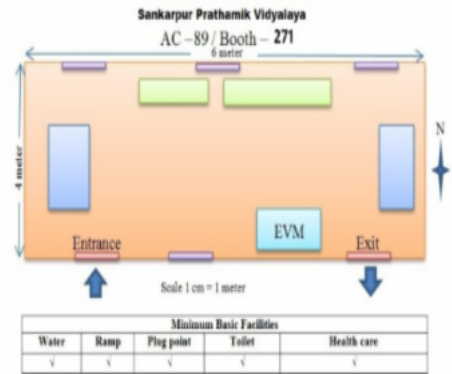 Sankarpur Prathamik Vidyalaya
AC –89 / Booth – 271
6 meter
4 meter
N
EVM
Entrance
Exit
Scale 1 cm = 1 meter
Minimum Basic Facilities
Water Ramp Plug point Toilet Health care
√ √ √ √ √